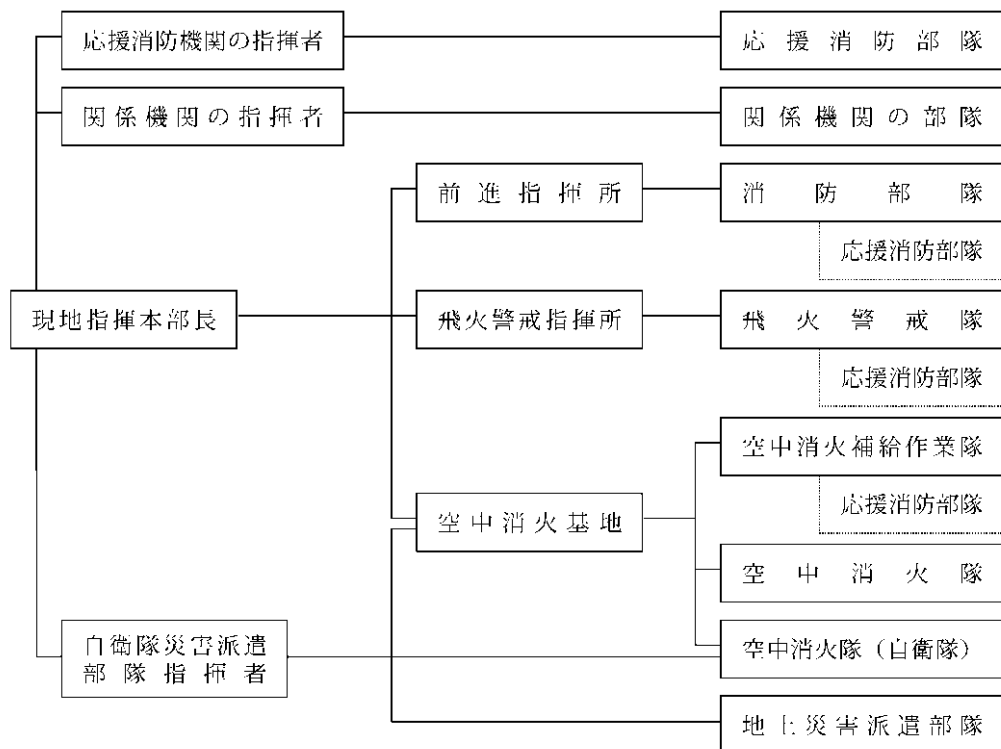 応援消防機関の指揮者
応援消防部隊
関係機関の指揮者
関係機関の部隊
前進指揮所
消防部隊
応援消防部隊
現地指揮本部長
飛火警戒指揮所
飛火警戒隊
応援消防部隊
空中消火補給作業隊
空中消火基地
応援消防部隊
空中消火隊
自衛隊災害派遣
部隊指揮者
空中消火隊（自衛隊）
地上災害派遣部隊